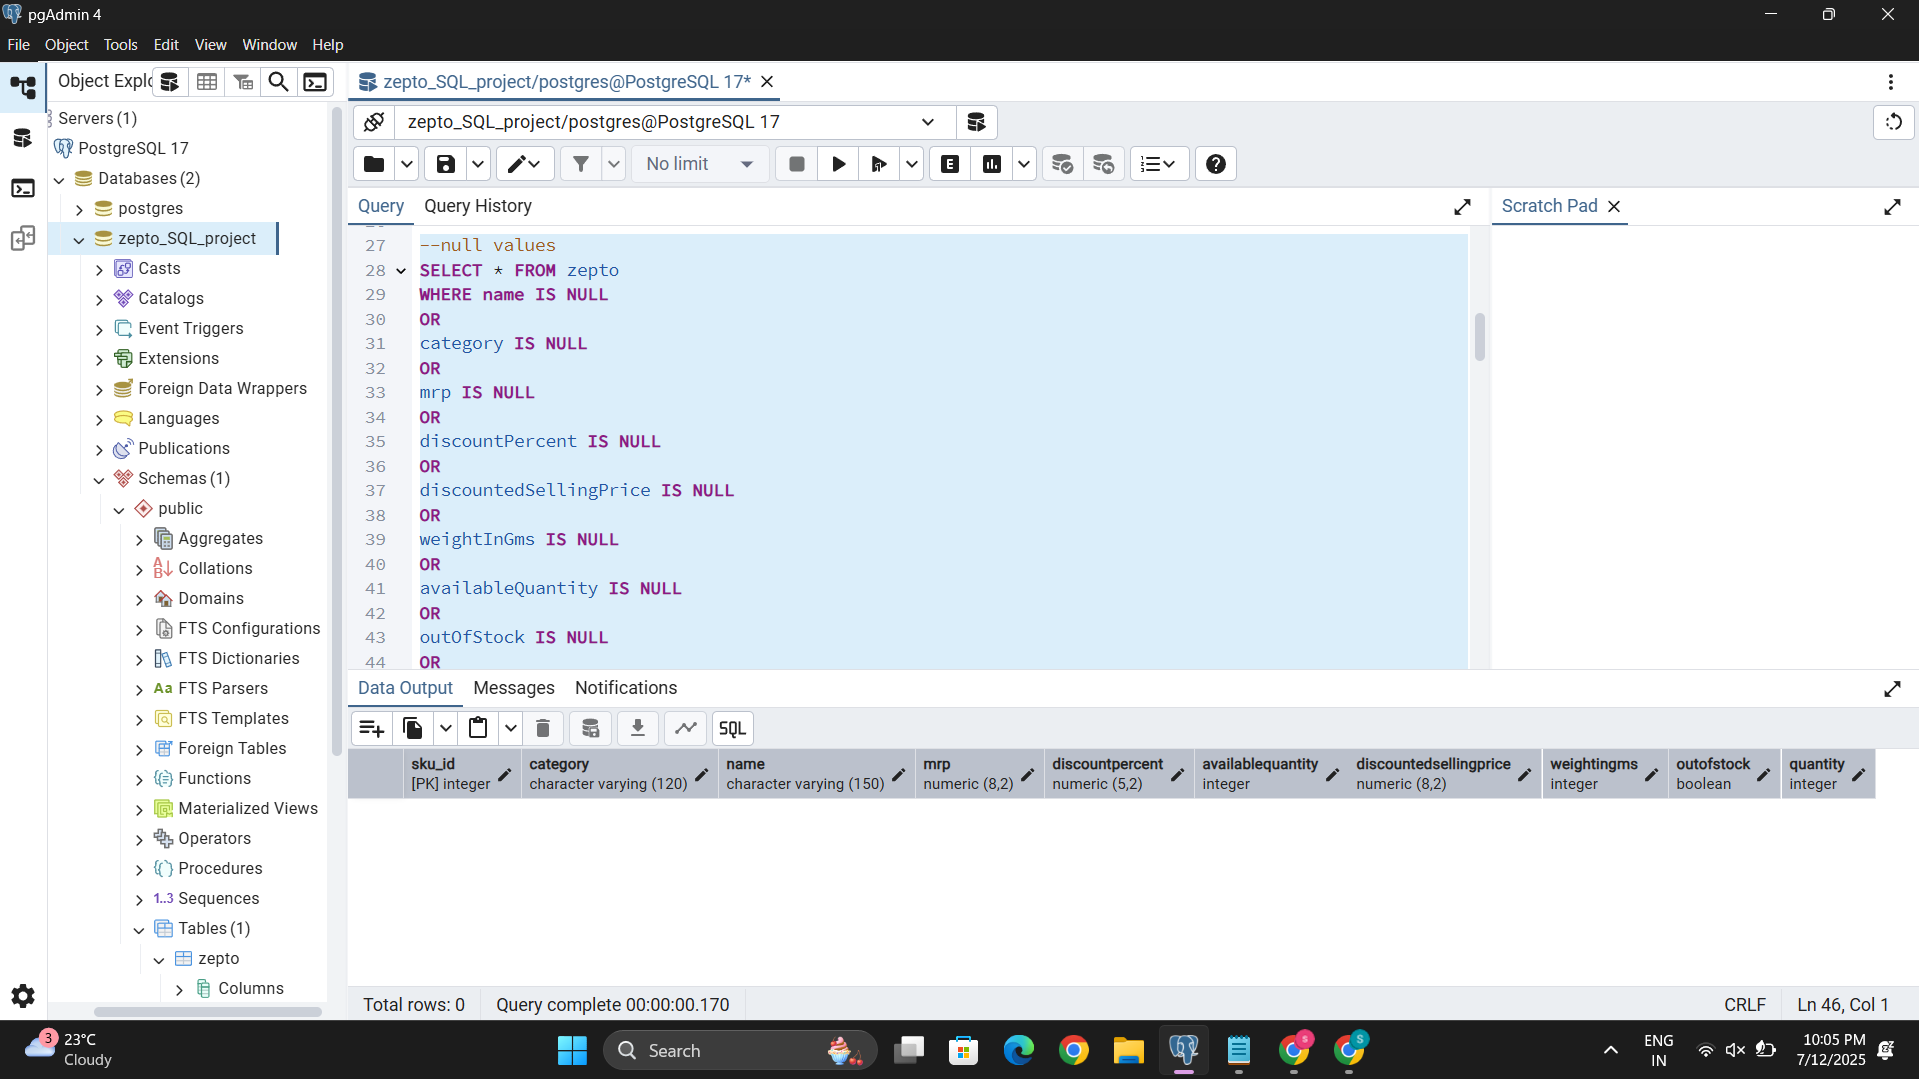 pgAdmin 4
File Object Tools Edit View Window Help
Object Explo
zepto_SQL_project/postgres@PostgreSQL 17*
Servers (1)
PostgreSQL 17
Databases (2)
postgres
zepto_SQL_project
Casts
Catalogs
Event Triggers
Extensions
Foreign Data Wrappers
Languages
Publications
Schemas (1)
public
Aggregates
Collations
Domains
FTS Configurations
FTS Dictionaries
Aa FTS Parsers
FTS Templates
Foreign Tables
Functions
Materialized Views
Operators
Procedures
1..3 Sequences
Tables (1)
zepto
Columns
zepto_SQL_project/postgres@PostgreSQL 17
No limit
E
Query Query History
Scratch Pad
27 --null values
28 SELECT * FROM zepto
29 WHERE name IS NULL
30 OR
31 category IS NULL
32 OR
33 mrp IS NULL
34 OR
35 discountPercent IS NULL
36 OR
37 discountedSellingPrice IS NULL
38 OR
39 weightInGms IS NULL
40 OR
41 availableQuantity IS NULL
42 OR
43 outOfStock IS NULL
44 OR
Data Output Messages Notifications
SQL
sku_id category name mrp discountpercent availablequantity discountedsellingprice weightingms outofstock quantity
[PK] integer character varying (120) character varying (150) numeric (8,2) numeric (5,2) integer numeric (8,2) integer boolean integer
Total rows: 0 Query complete 00:00:00.170 CRLF Ln 46, Col 1
3 23°C
Cloudy
Search
S
S
ENG
IN
10:05 PM
7/12/2025